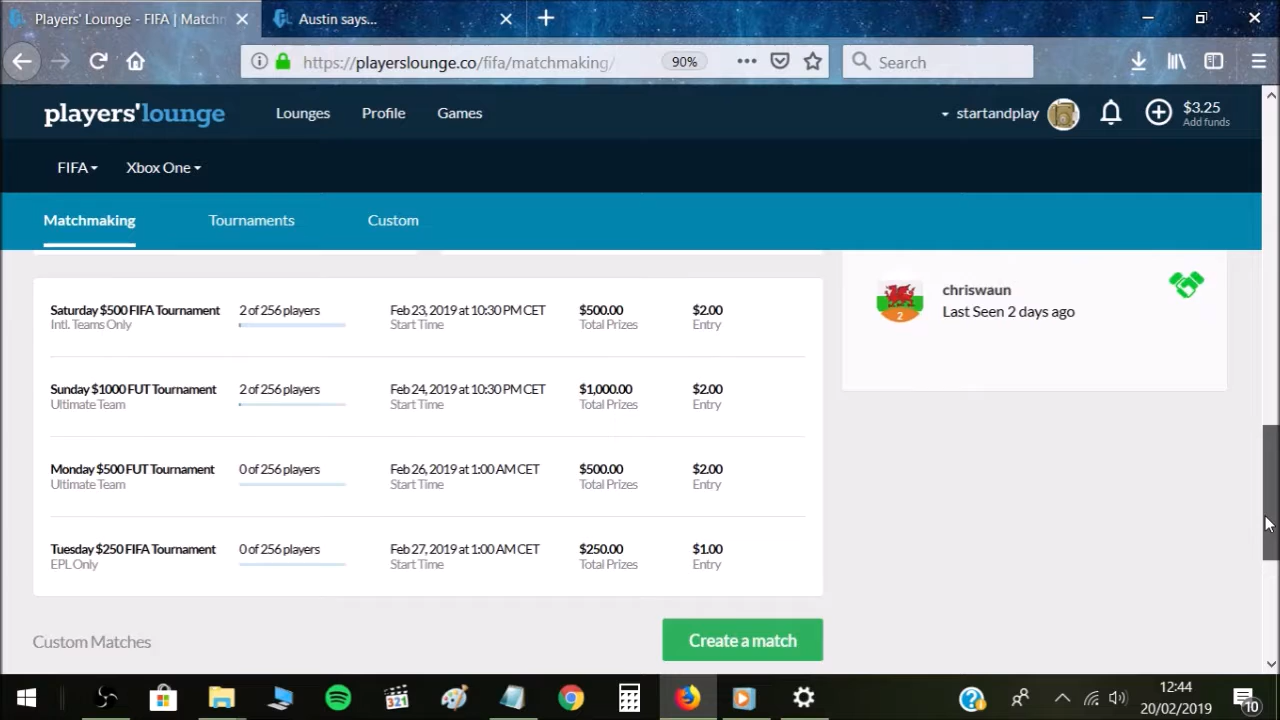 Players' Lounge - FIFA | Matchm
Austin says...
https://playerslounge.co/fifa/matchmaking/
90%
Search
players'lounge
Lounges
Profile
Games
startandplay
$3.25
Add funds
FIFA
Xbox One
Matchmaking
Tournaments
Custom
Saturday $500 FIFA Tournament 2 of 256 players Feb 23, 2019 at 10:30 PM CET $500.00 $2.00
Intl. Teams Only Start Time Total Prizes Entry
Sunday $1000 FUT Tournament 2 of 256 players Feb 24, 2019 at 10:30 PM CET $1,000.00 $2.00
Ultimate Team Start Time Total Prizes Entry
Monday $500 FUT Tournament 0 of 256 players Feb 26, 2019 at 1:00 AM CET $500.00 $2.00
Ultimate Team Start Time Total Prizes Entry
Tuesday $250 FIFA Tournament 0 of 256 players Feb 27, 2019 at 1:00 AM CET $250.00 $1.00
EPL Only Start Time Total Prizes Entry
chriswaun
Last Seen 2 days ago
2
Custom Matches
Create a match
321
12:44
20/02/2019
10